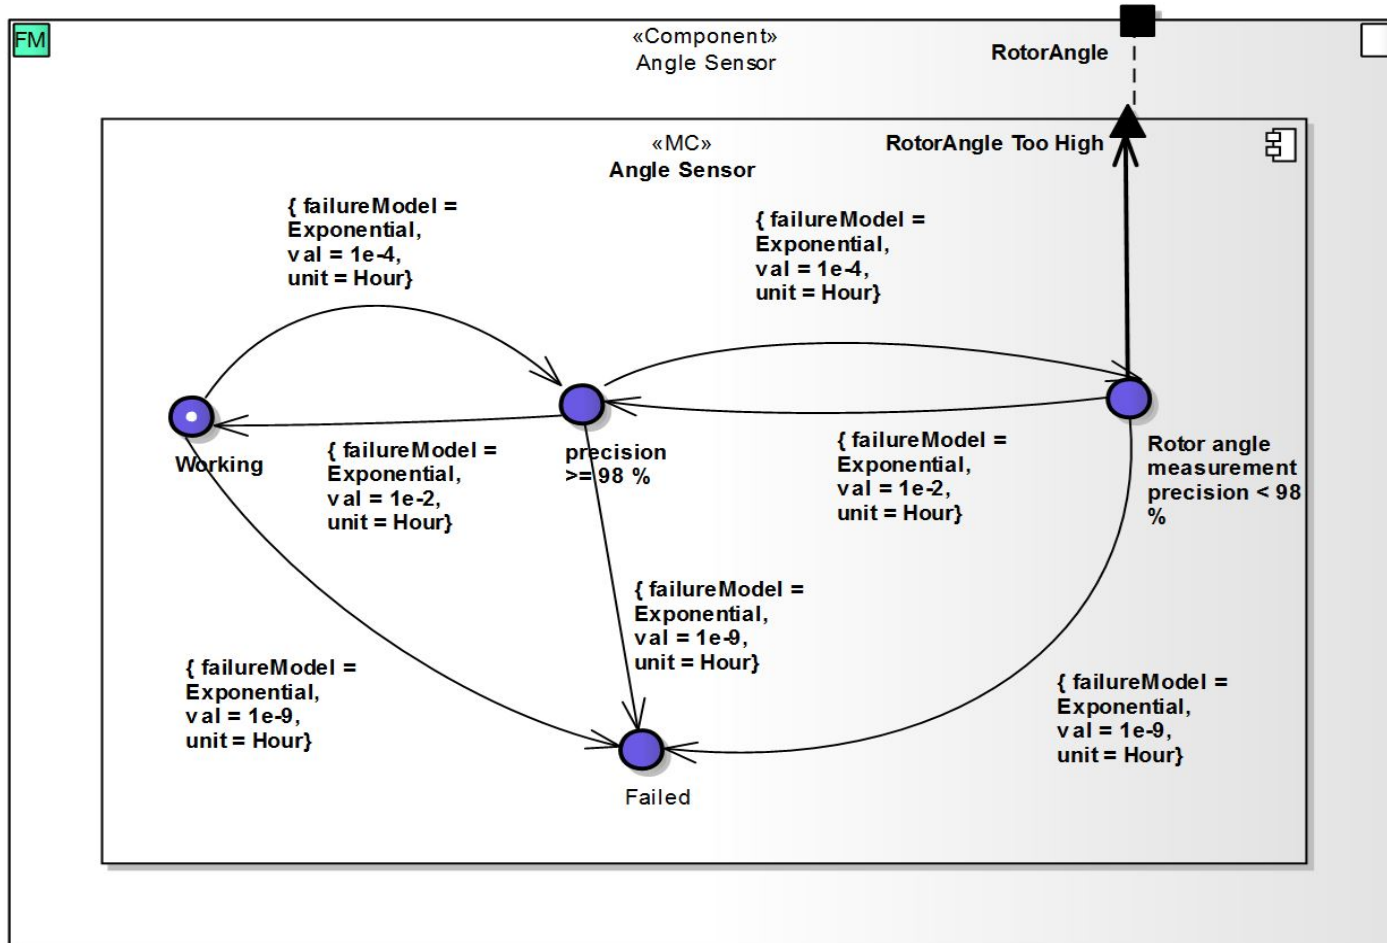 FM
«Component»
Angle Sensor
RotorAngle
«MC»
Angle Sensor
RotorAngle Too High
{ failureModel =
Exponential,
val = 1e-4,
unit = Hour}
{ failureModel =
Exponential,
val = 1e-4,
unit = Hour}
Working
{ failureModel =
Exponential,
val = 1e-2,
unit = Hour}
precision
>= 98 %
{ failureModel =
Exponential,
val = 1e-2,
unit = Hour}
Rotor angle
measurement
precision < 98
%
{ failureModel =
Exponential,
val = 1e-9,
unit = Hour}
{ failureModel =
Exponential,
val = 1e-9,
unit = Hour}
{ failureModel =
Exponential,
val = 1e-9,
unit = Hour}
Failed